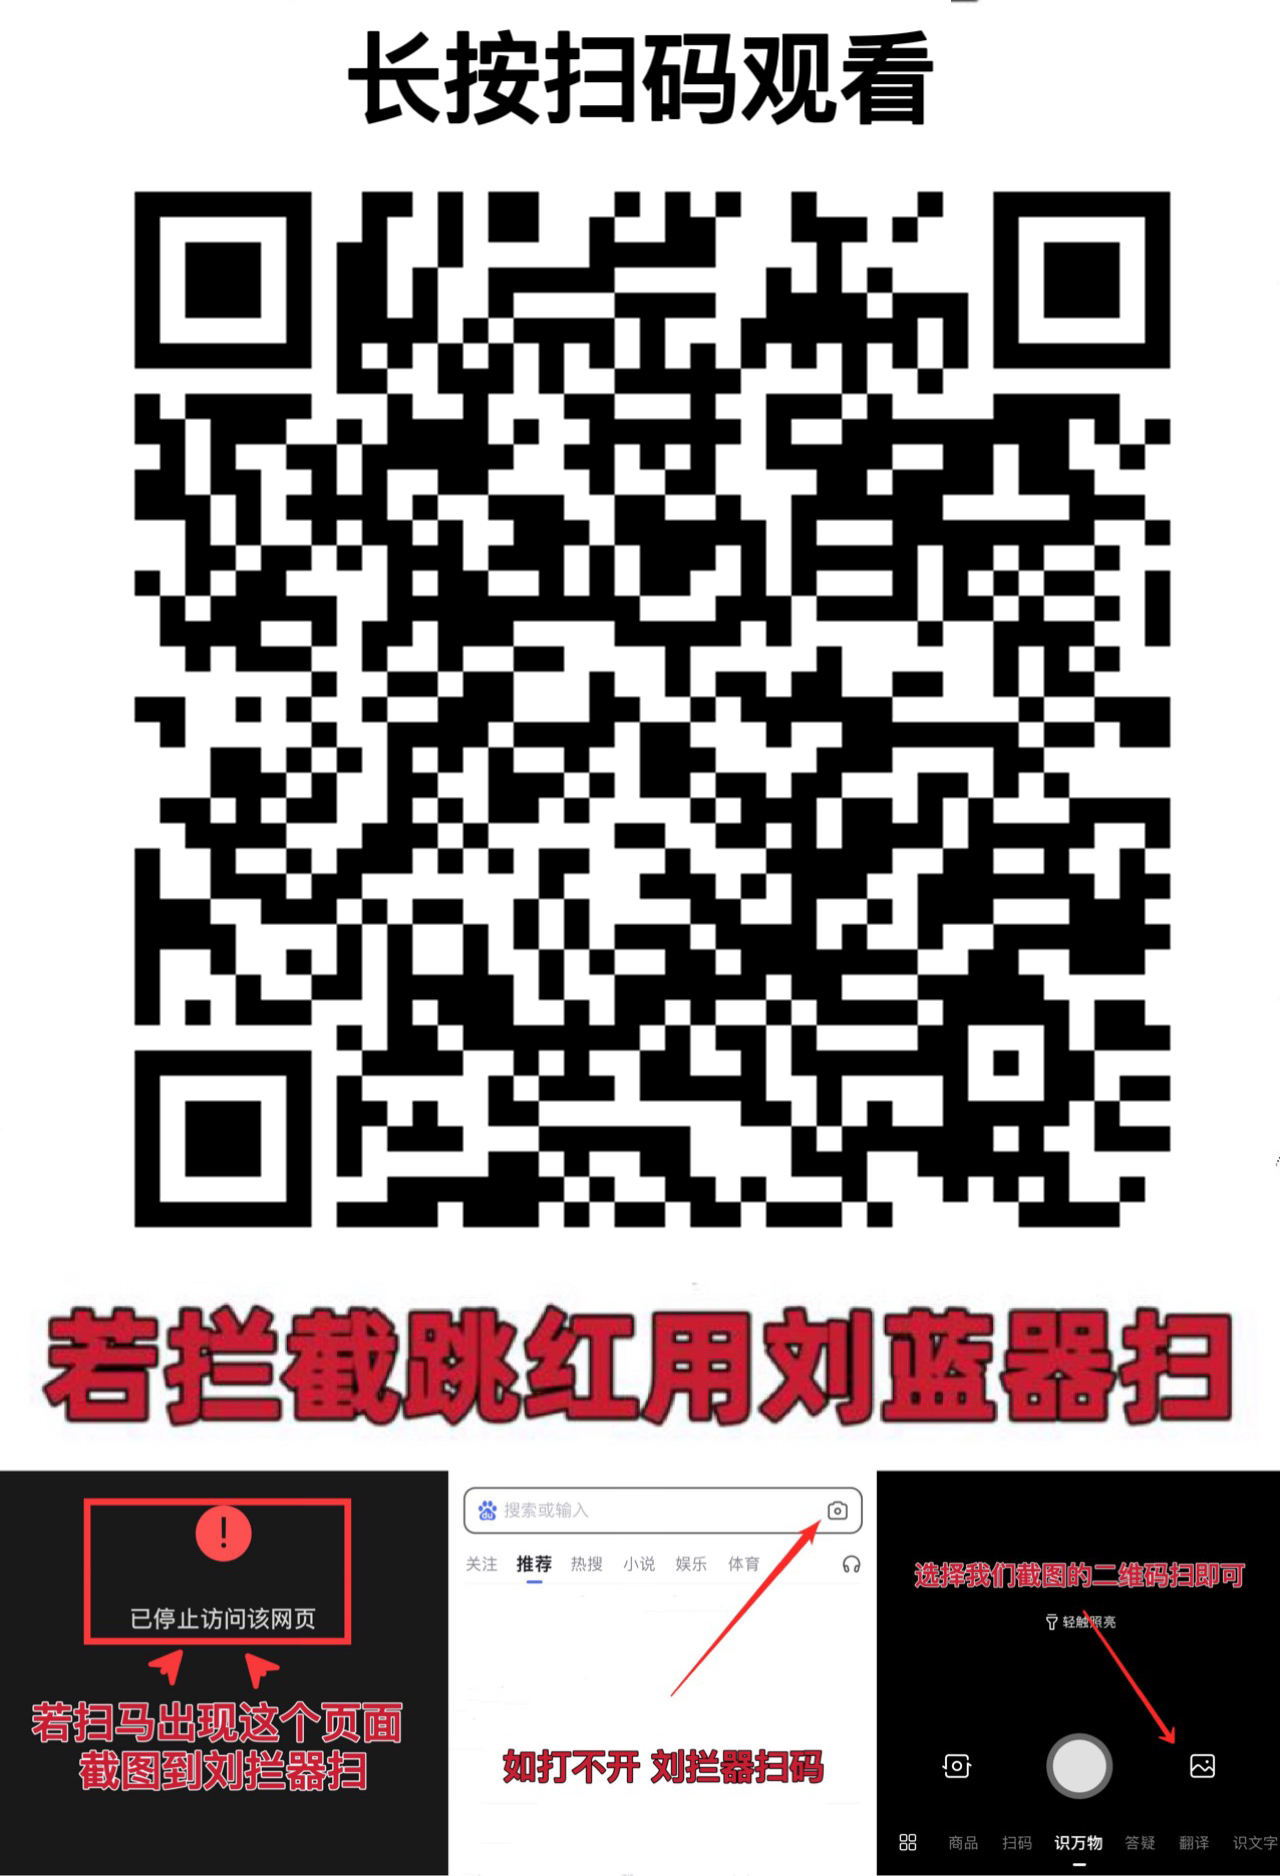 长按扫码观看
若拦截跳红用刘蓝器扫
已停止访问该网页
若扫马出现这个页面
截图到刘拦器扫
du 搜索或输入
关注 推荐 热搜 小说 娱乐 体育
如打不开 刘拦器扫码
选择我们截图的二维码扫即可
轻触照亮
商品 扫码 识万物 答疑 翻译 识文字